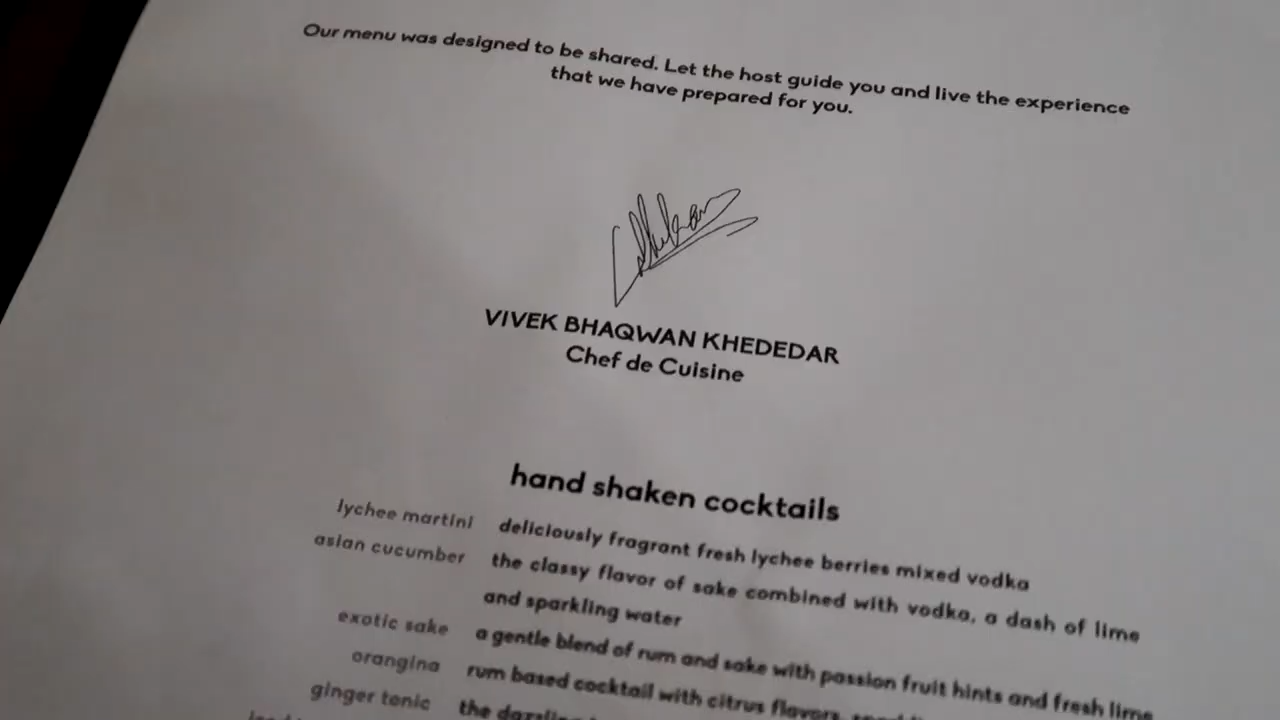 Our menu was designed to be shared. Let the host guide you and live the experience
that we have prepared for you.
VIVEK BHAQWAN KHEDEDAR
Chef de Cuisine
hand shaken cocktails
lychee martini deliciously fragrant fresh lychee berries mixed vodka
asian cucumber the classy flavor of sake combined with vodka, a dash of lime
and sparkling water
exotic sake a gentle blend of rum and sake with passion fruit hints and fresh lime
orangina rum based cocktail with citrus flavors,
ginger tonic the